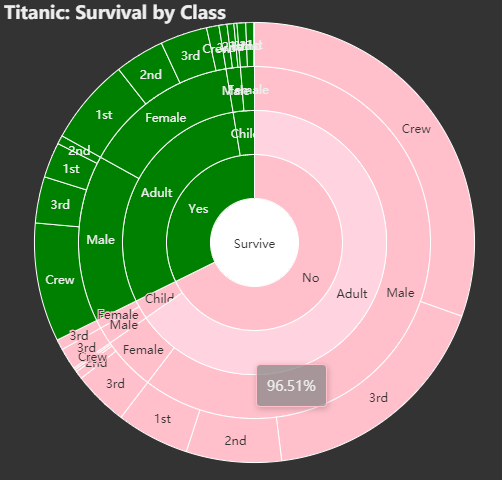 Titanic: Survival by Class
Crew
3rd
2nd
1st
3rd
2nd
Crew
3rd
3rd
Crew
3rd
1st
2nd
1st
2nd
3rd
Male
Female
Male
Female
Male
Female
Male
Female
Adult
Child
Adult
Child
No
Yes
Survive
96.51%